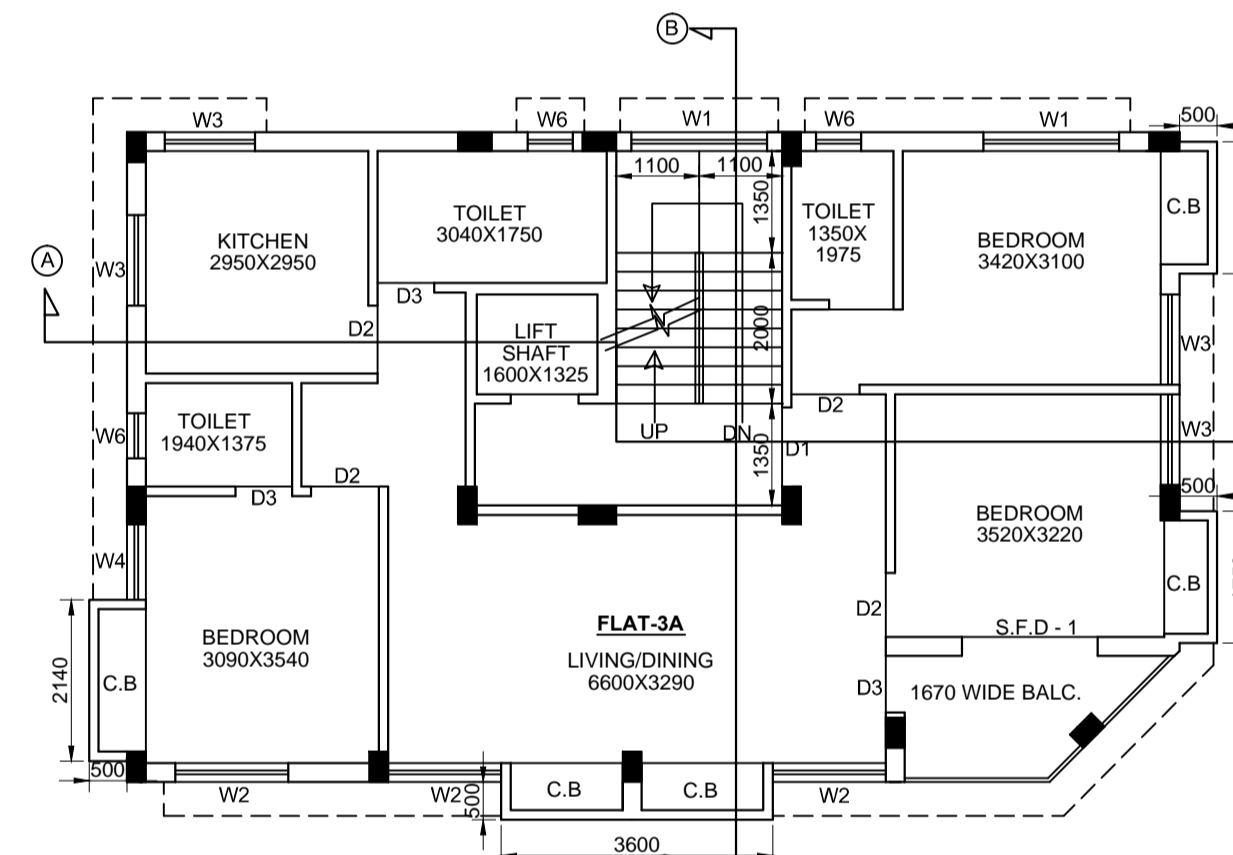 B
W3
W6
W1
W6
W1
500
1100
1100
1350
TOILET
3040X1750
TOILET
1350X
1975
C.B
KITCHEN
2950X2950
BEDROOM
3420X3100
A
W3
D3
D2
LIFT
SHAFT
1600X1325
2000
W3
D2
TOILET
1940X1375
W6
UP
DN
D1
1350
W3
D2
D3
500
BEDROOM
3520X3220
W4
C.B
D2
FLAT-3A
S.F.D - 1
BEDROOM
3090X3540
LIVING/DINING
6600X3290
2140
C.B
D3
1670 WIDE BALC.
500
W2
W2
500
C.B
C.B
W2
3600